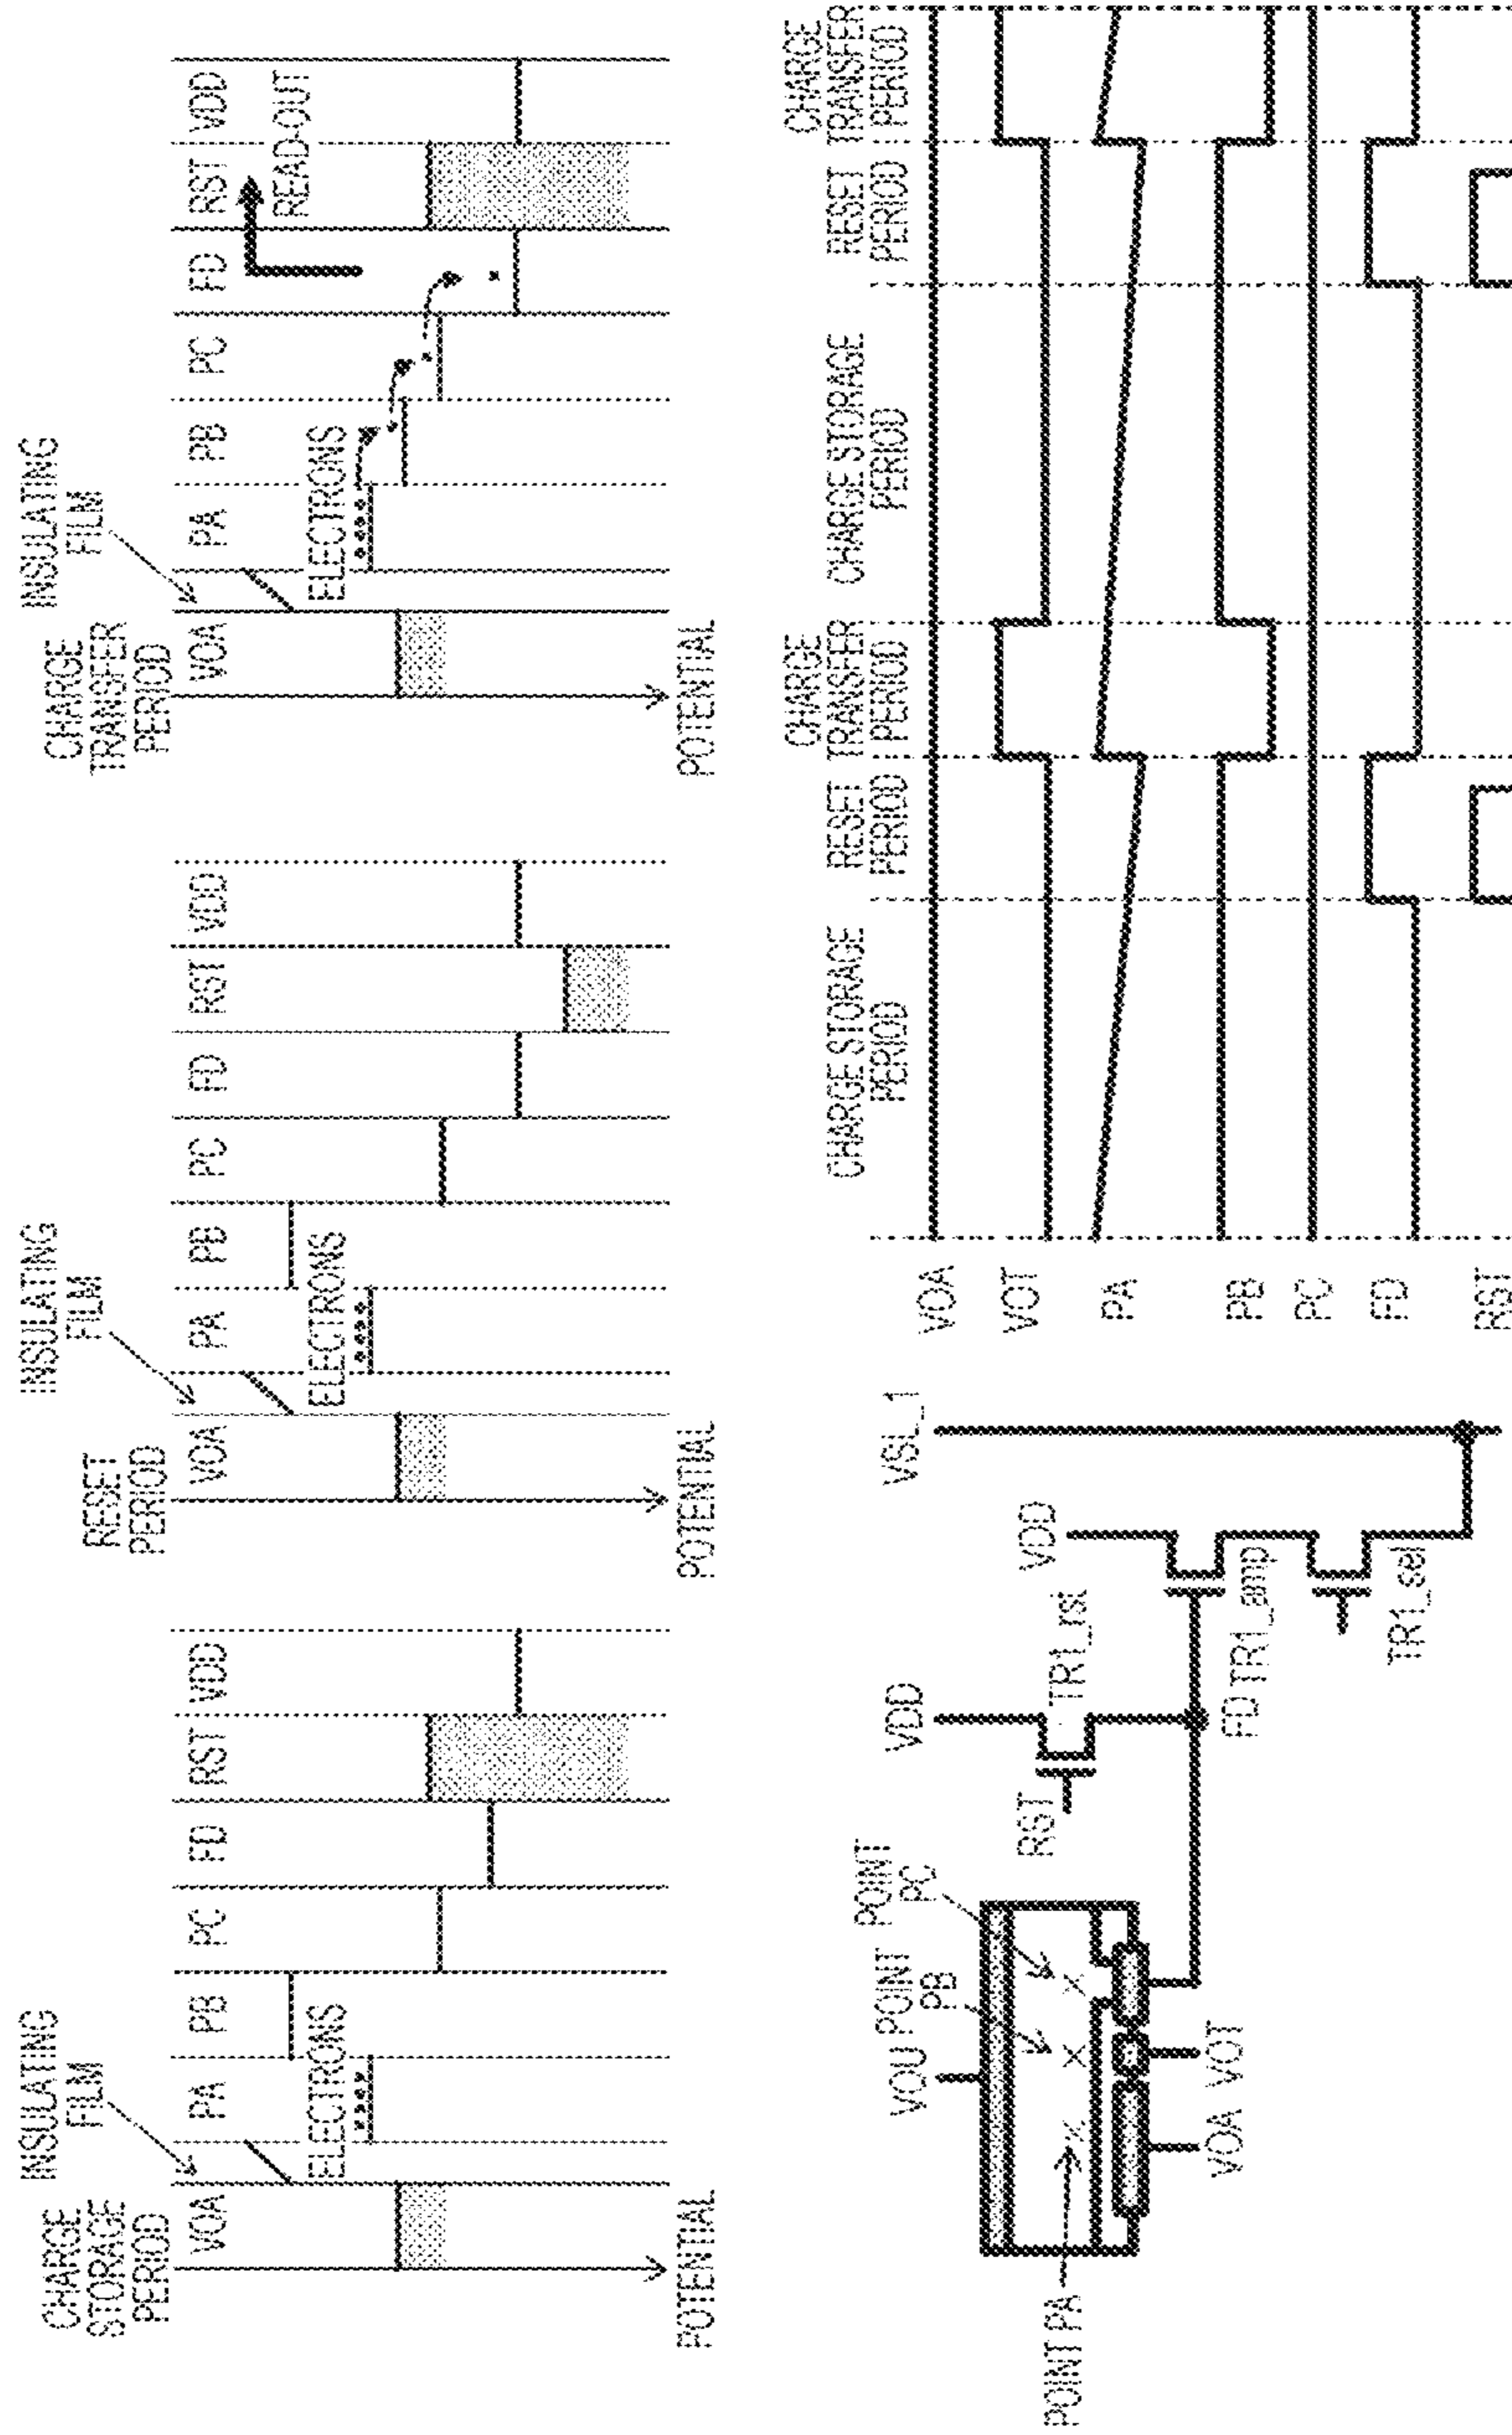 CHARGE
STORAGE
PERIOD
INSULATING
FILM
VOA
PA
PB
PC
FD
RST
VDD
ELECTRONS
POTENTIAL
RESET
PERIOD
INSULATING
FILM
VOA
PA
PB
PC
FD
RST
VDD
ELECTRONS
POTENTIAL
CHARGE
TRANSFER
PERIOD
INSULATING
FILM
VOA
PA
PB
PC
FD
RST
VDD
ELECTRONS
READ-OUT
POTENTIAL
POINT PA
VOU
POINT
PB
POINT
PC
VOA
VOT
RST
VDD
TR1_rst
FD
TR1_amp
VDD
TR1_sel
VSL_1
CHARGE STORAGE
PERIOD
RESET
PERIOD
CHARGE
TRANSFER
PERIOD
CHARGE STORAGE
PERIOD
RESET
PERIOD
CHARGE
TRANSFER
PERIOD
VOA
VOT
PA
PB
PC
FD
RST